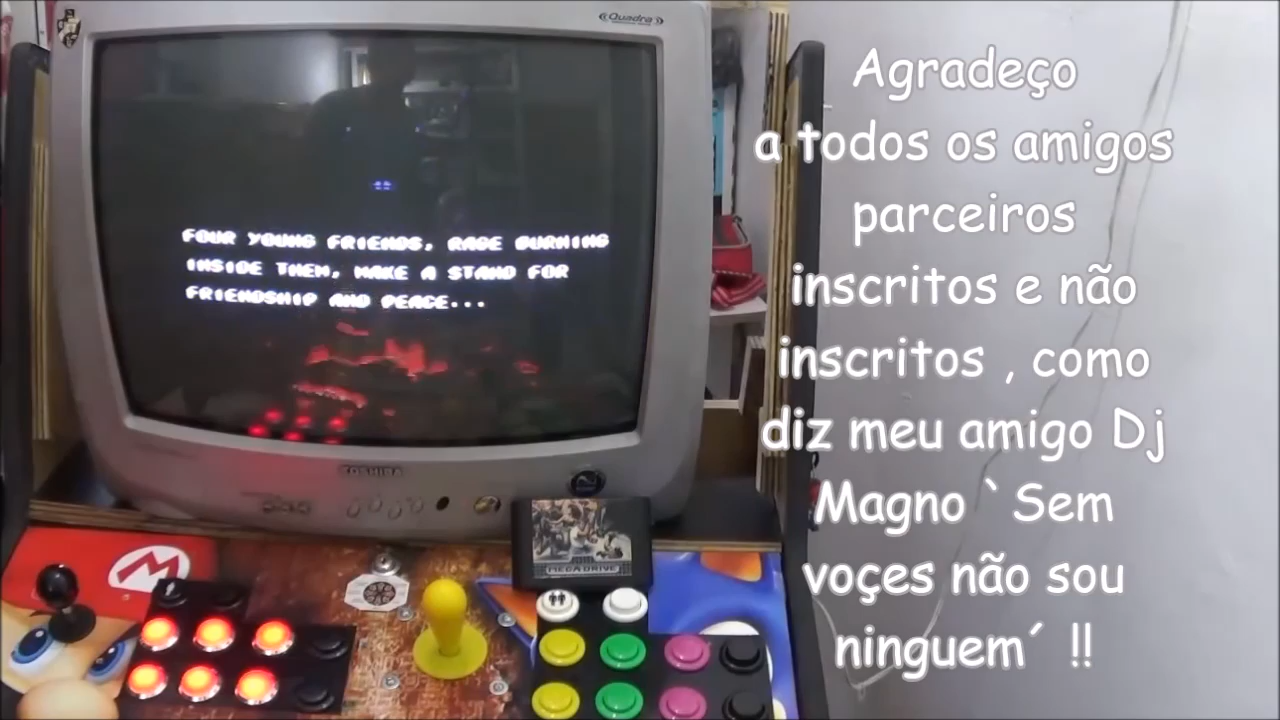 Quadra
FOUR YOUNG FRIENDS, RAGE BURNING
INSIDE THEM, MAKE A STAND FOR
FRIENDSHIP AND PEACE...
TOSHIBA
M
MEGA DRIVE
Agradeço
a todos os amigos
parceiros
inscritos e não
inscritos , como
diz meu amigo Dj
Magno `Sem
voçes não sou
ninguem´ !!